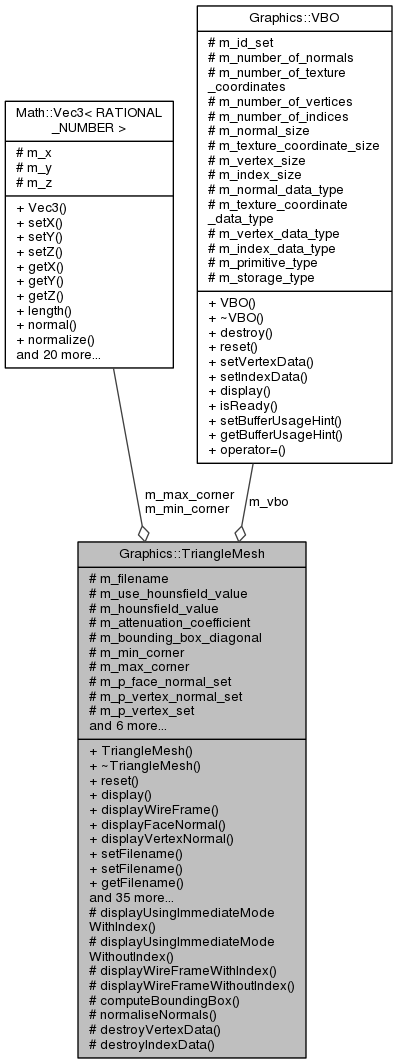 Math::Vec3< RATIONAL
_NUMBER >
# m_x
# m_y
# m_z
+ Vec3()
+ setX()
+ setY()
+ setZ()
+ getX()
+ getY()
+ getZ()
+ length()
+ normal()
+ normalize()
and 20 more...
Graphics::VBO
# m_id_set
# m_number_of_normals
# m_number_of_texture
_coordinates
# m_number_of_vertices
# m_number_of_indices
# m_normal_size
# m_texture_coordinate_size
# m_vertex_size
# m_index_size
# m_normal_data_type
# m_texture_coordinate
_data_type
# m_vertex_data_type
# m_index_data_type
# m_primitive_type
# m_storage_type
+ VBO()
+ ~VBO()
+ destroy()
+ reset()
+ setVertexData()
+ setIndexData()
+ display()
+ isReady()
+ setBufferUsageHint()
+ getBufferUsageHint()
+ operator=()
m_max_corner
m_min_corner
m_vbo
Graphics::TriangleMesh
# m_filename
# m_use_hounsfield_value
# m_hounsfield_value
# m_attenuation_coefficient
# m_bounding_box_diagonal
# m_min_corner
# m_max_corner
# m_p_face_normal_set
# m_p_vertex_normal_set
# m_p_vertex_set
and 6 more...
+ TriangleMesh()
+ ~TriangleMesh()
+ reset()
+ display()
+ displayWireFrame()
+ displayFaceNormal()
+ displayVertexNormal()
+ setFilename()
+ setFilename()
+ getFilename()
and 35 more...
# displayUsingImmediateMode
WithIndex()
# displayUsingImmediateMode
WithoutIndex()
# displayWireFrameWithIndex()
# displayWireFrameWithoutIndex()
# computeBoundingBox()
# normaliseNormals()
# destroyVertexData()
# destroyIndexData()